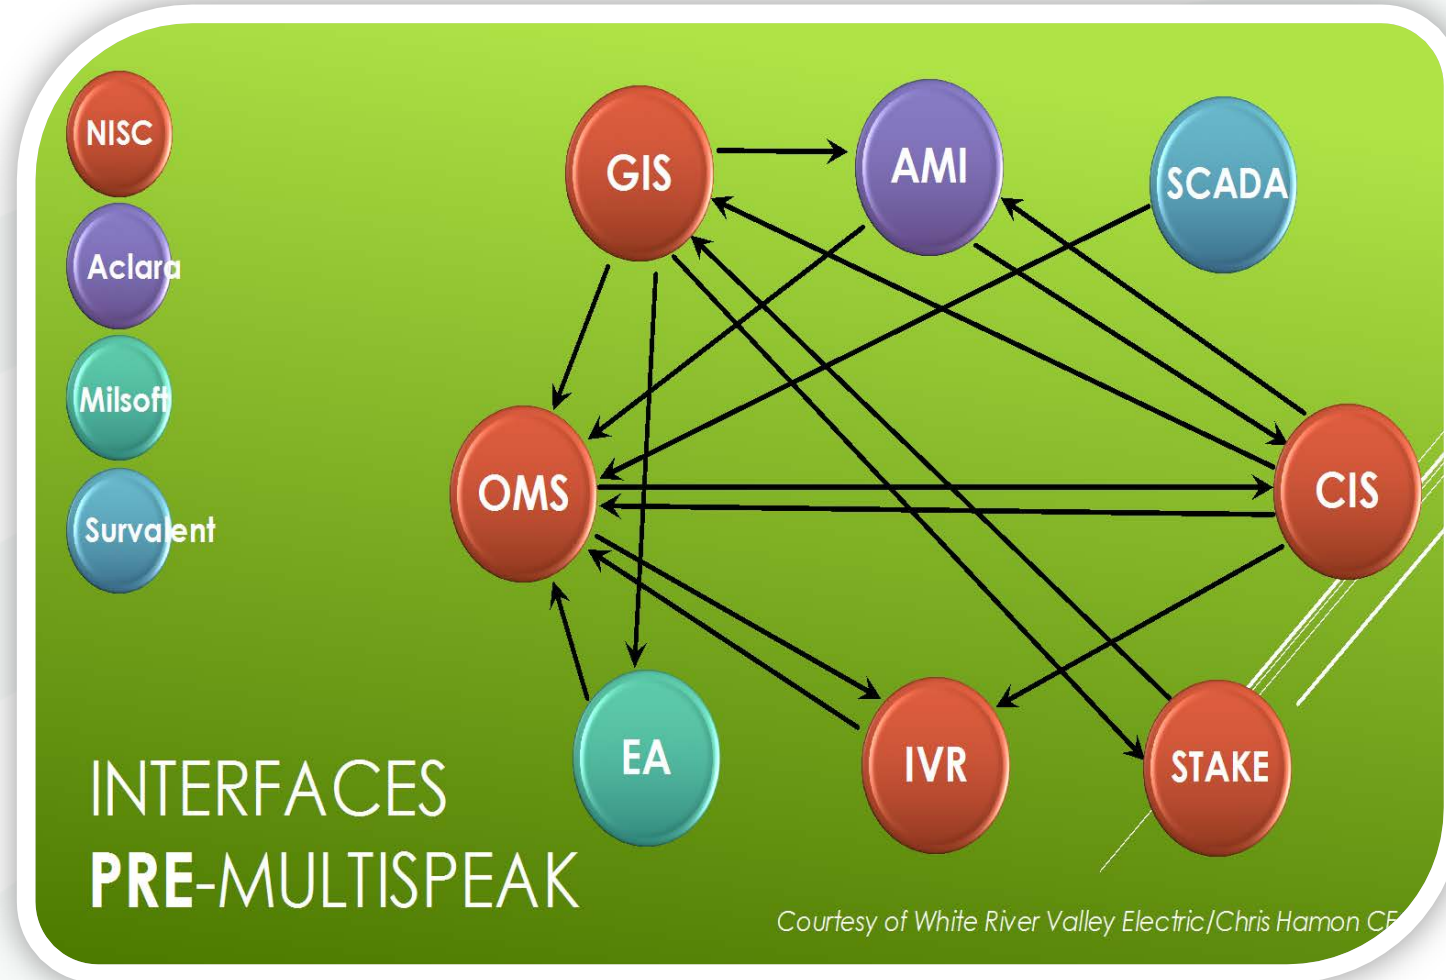 NISC
Aclara
Milsoft
Survalent
GIS
AMI
SCADA
OMS
CIS
EA
IVR
STAKE
INTERFACES
PRE-MULTISPEAK
Courtesy of White River Valley Electric/Chris Hamon